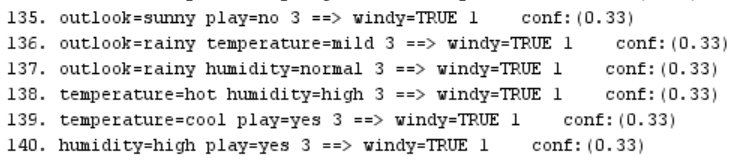 135. outlook=sunny play=no 3 ==> windy=TRUE 1    conf:(0.33)
136. outlook=rainy temperature=mild 3 ==> windy=TRUE 1    conf:(0.33)
137. outlook=rainy humidity=normal 3 ==> windy=TRUE 1    conf:(0.33)
138. temperature=hot humidity=high 3 ==> windy=TRUE 1    conf:(0.33)
139. temperature=cool play=yes 3 ==> windy=TRUE 1    conf:(0.33)
140. humidity=high play=yes 3 ==> windy=TRUE 1    conf:(0.33)